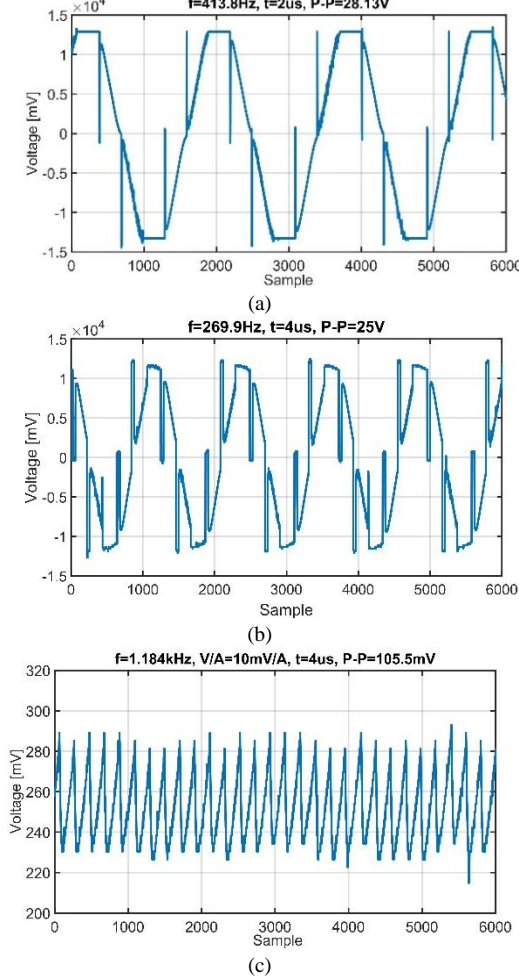 f=413.8Hz, t=2us, P-P=28.13V
1.5 ×10⁴
1
0.5
0
-0.5
-1
-1.5
Voltage [mV]
0 1000 2000 3000 4000 5000 6000
Sample
(a)
f=269.9Hz, t=4us, P-P=25V
1.5 ×10⁴
1
0.5
0
-0.5
-1
-1.5
Voltage [mV]
0 1000 2000 3000 4000 5000 6000
Sample
(b)
f=1.184kHz, V/A=10mV/A, t=4us, P-P=105.5mV
320
300
280
260
240
220
200
Voltage [mV]
0 1000 2000 3000 4000 5000 6000
Sample
(c)